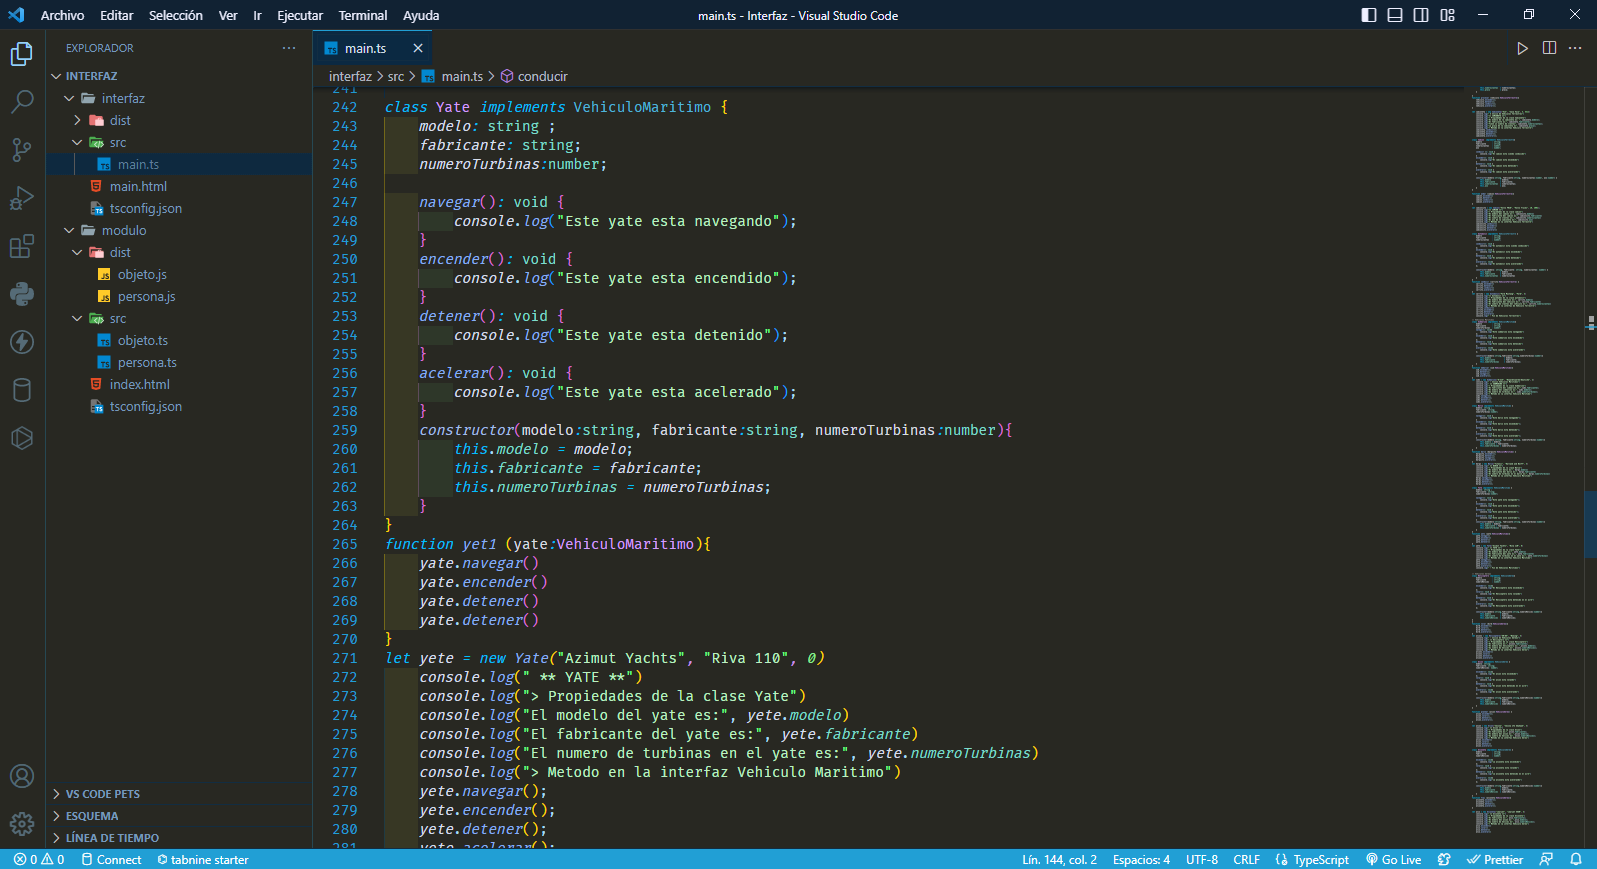 Archivo Editar Selección Ver Ir Ejecutar Terminal Ayuda
main.ts - Interfaz - Visual Studio Code
EXPLORADOR
INTERFAZ
interfaz
dist
src
main.ts
main.html
tsconfig.json
modulo
dist
objeto.js
persona.js
src
objeto.ts
persona.ts
index.html
tsconfig.json
VS CODE PETS
ESQUEMA
LÍNEA DE TIEMPO
main.ts
interfaz > src > main.ts > conducir
241
242 class Yate implements VehiculoMaritimo {
243 modelo: string ;
244 fabricante: string;
245 numeroTurbinas:number;
246
247 navegar(): void {
248 console.log("Este yate esta navegando");
249 }
250 encender(): void {
251 console.log("Este yate esta encendido");
252 }
253 detener(): void {
254 console.log("Este yate esta detenido");
255 }
256 acelerar(): void {
257 console.log("Este yate esta acelerado");
258 }
259 constructor(modelo:string, fabricante:string, numeroTurbinas:number){
260 this.modelo = modelo;
261 this.fabricante = fabricante;
262 this.numeroTurbinas = numeroTurbinas;
263 }
264 }
265 function yet1 (yate:VehiculoMaritimo){
266 yate.navegar()
267 yate.encender()
268 yate.detener()
269 yate.detener()
270 }
271 let yete = new Yate("Azimut Yachts", "Riva 110", 0)
272 console.log(" ** YATE **")
273 console.log("> Propiedades de la clase Yate")
274 console.log("El modelo del yate es:", yete.modelo)
275 console.log("El fabricante del yate es:", yete.fabricante)
276 console.log("El numero de turbinas en el yate es:", yete.numeroTurbinas)
277 console.log("> Metodo en la interfaz Vehiculo Maritimo")
278 yete.navegar();
279 yete.encender();
280 yete.detener();
281 yete.acelerar();
0 0 Connect tabnine starter
Lín. 144, col. 2 Espacios: 4 UTF-8 CRLF TypeScript Go Live Prettier